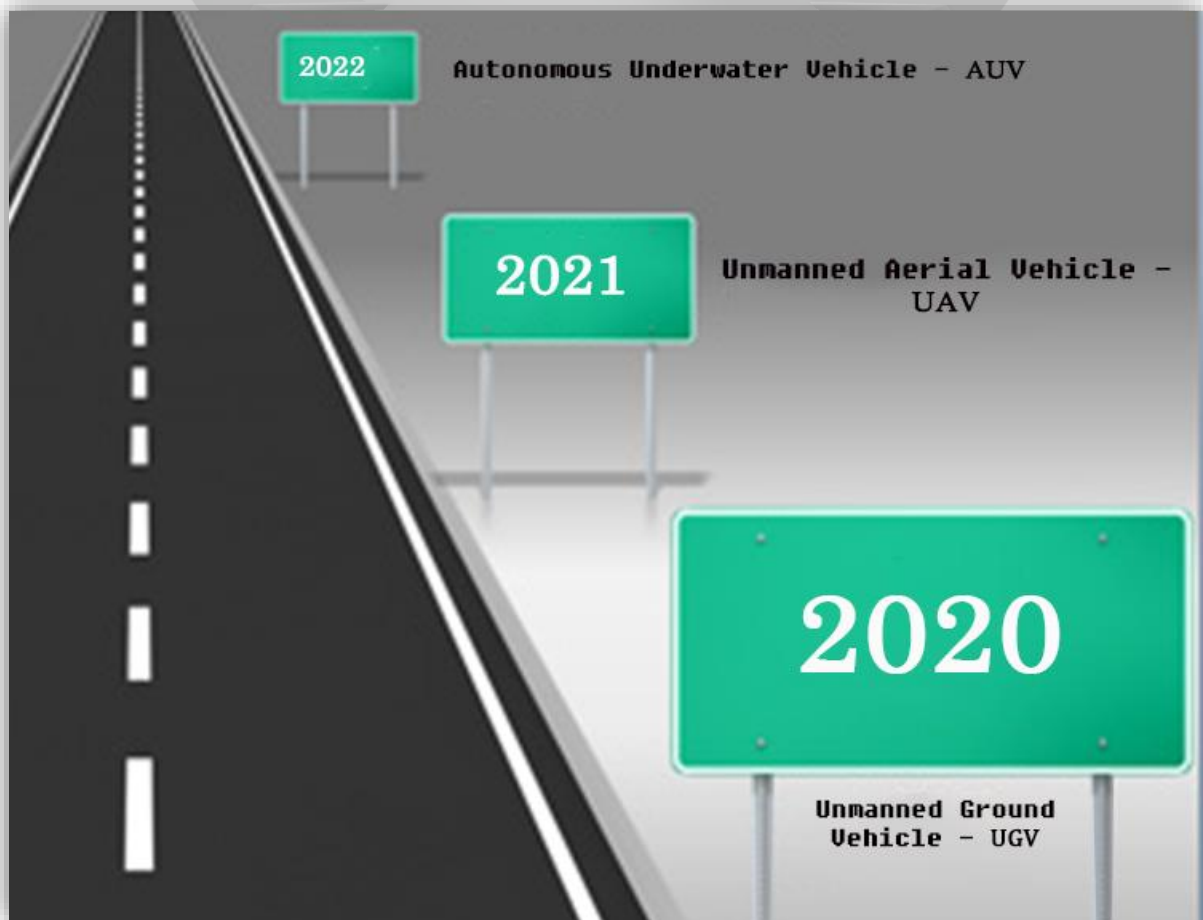 2022
Autonomous Underwater Vehicle - AUV
2021
Unmanned Aerial Vehicle -
UAV
2020
Unmanned Ground
Vehicle - UGV